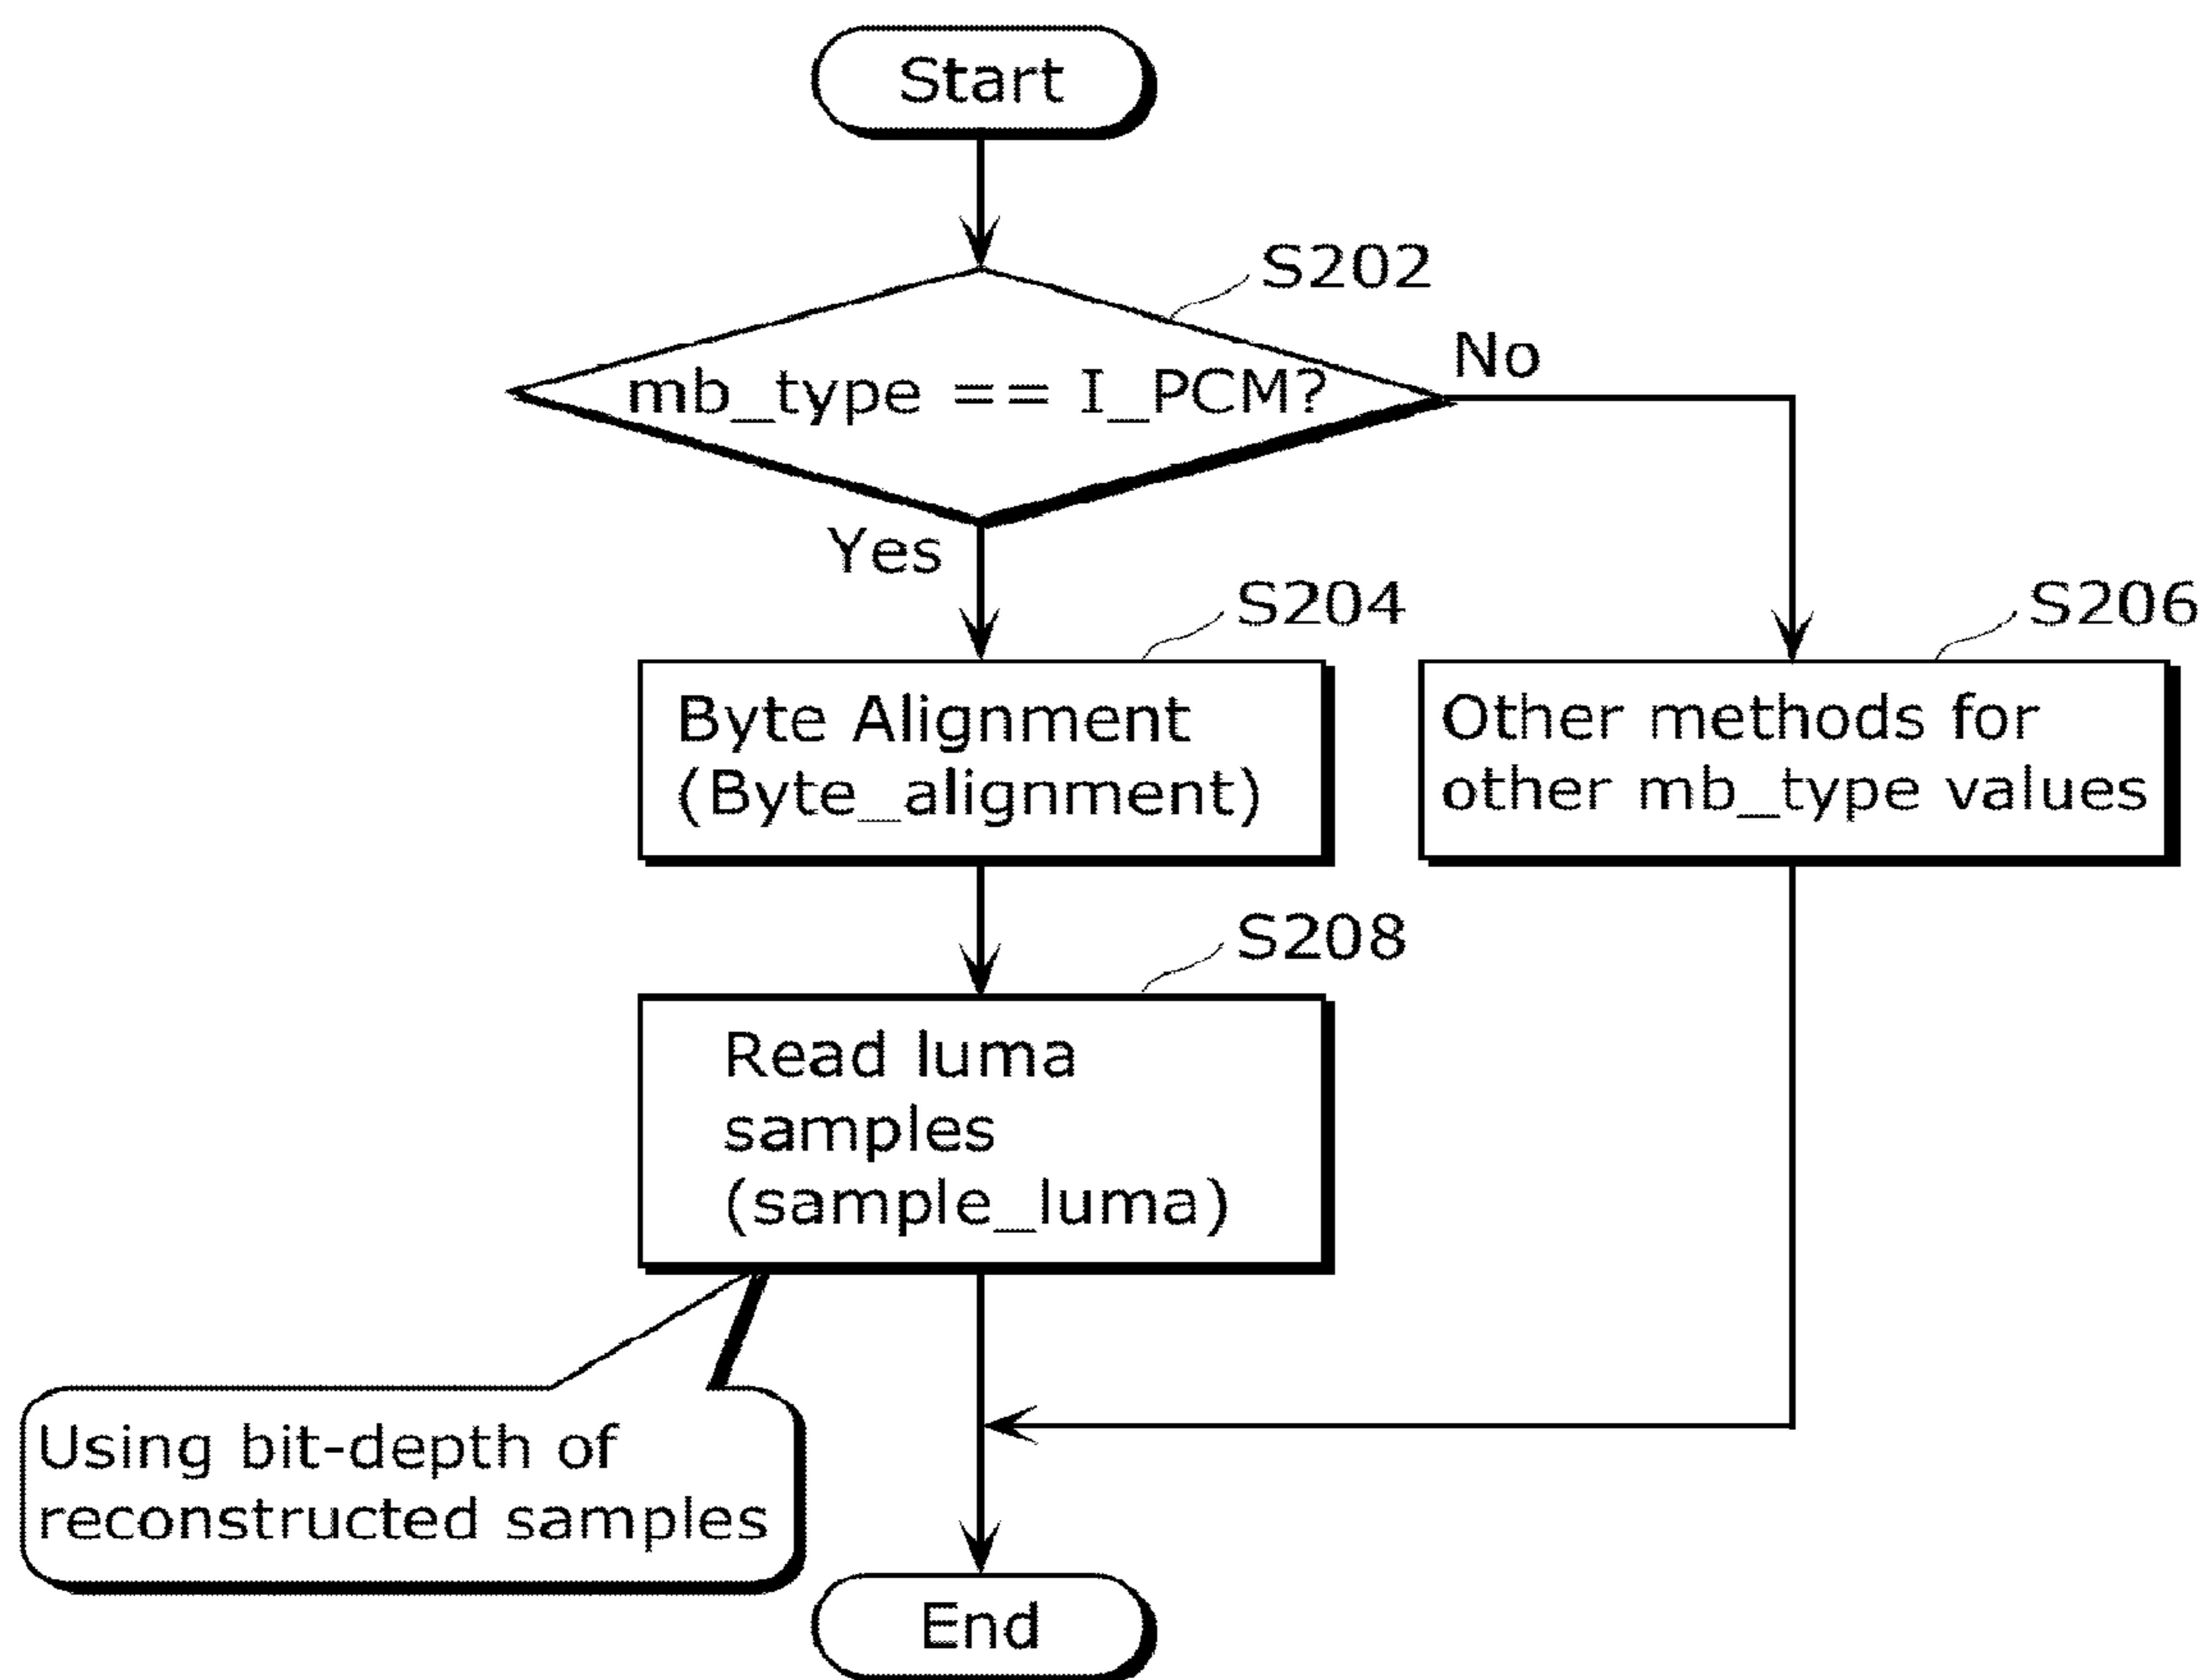 Start
S202
mb_type == I_PCM?
No
Yes
S204
S206
Byte Alignment
(Byte_alignment)
Other methods for
other mb_type values
S208
Read luma
samples
(sample_luma)
Using bit-depth of
reconstructed samples
End